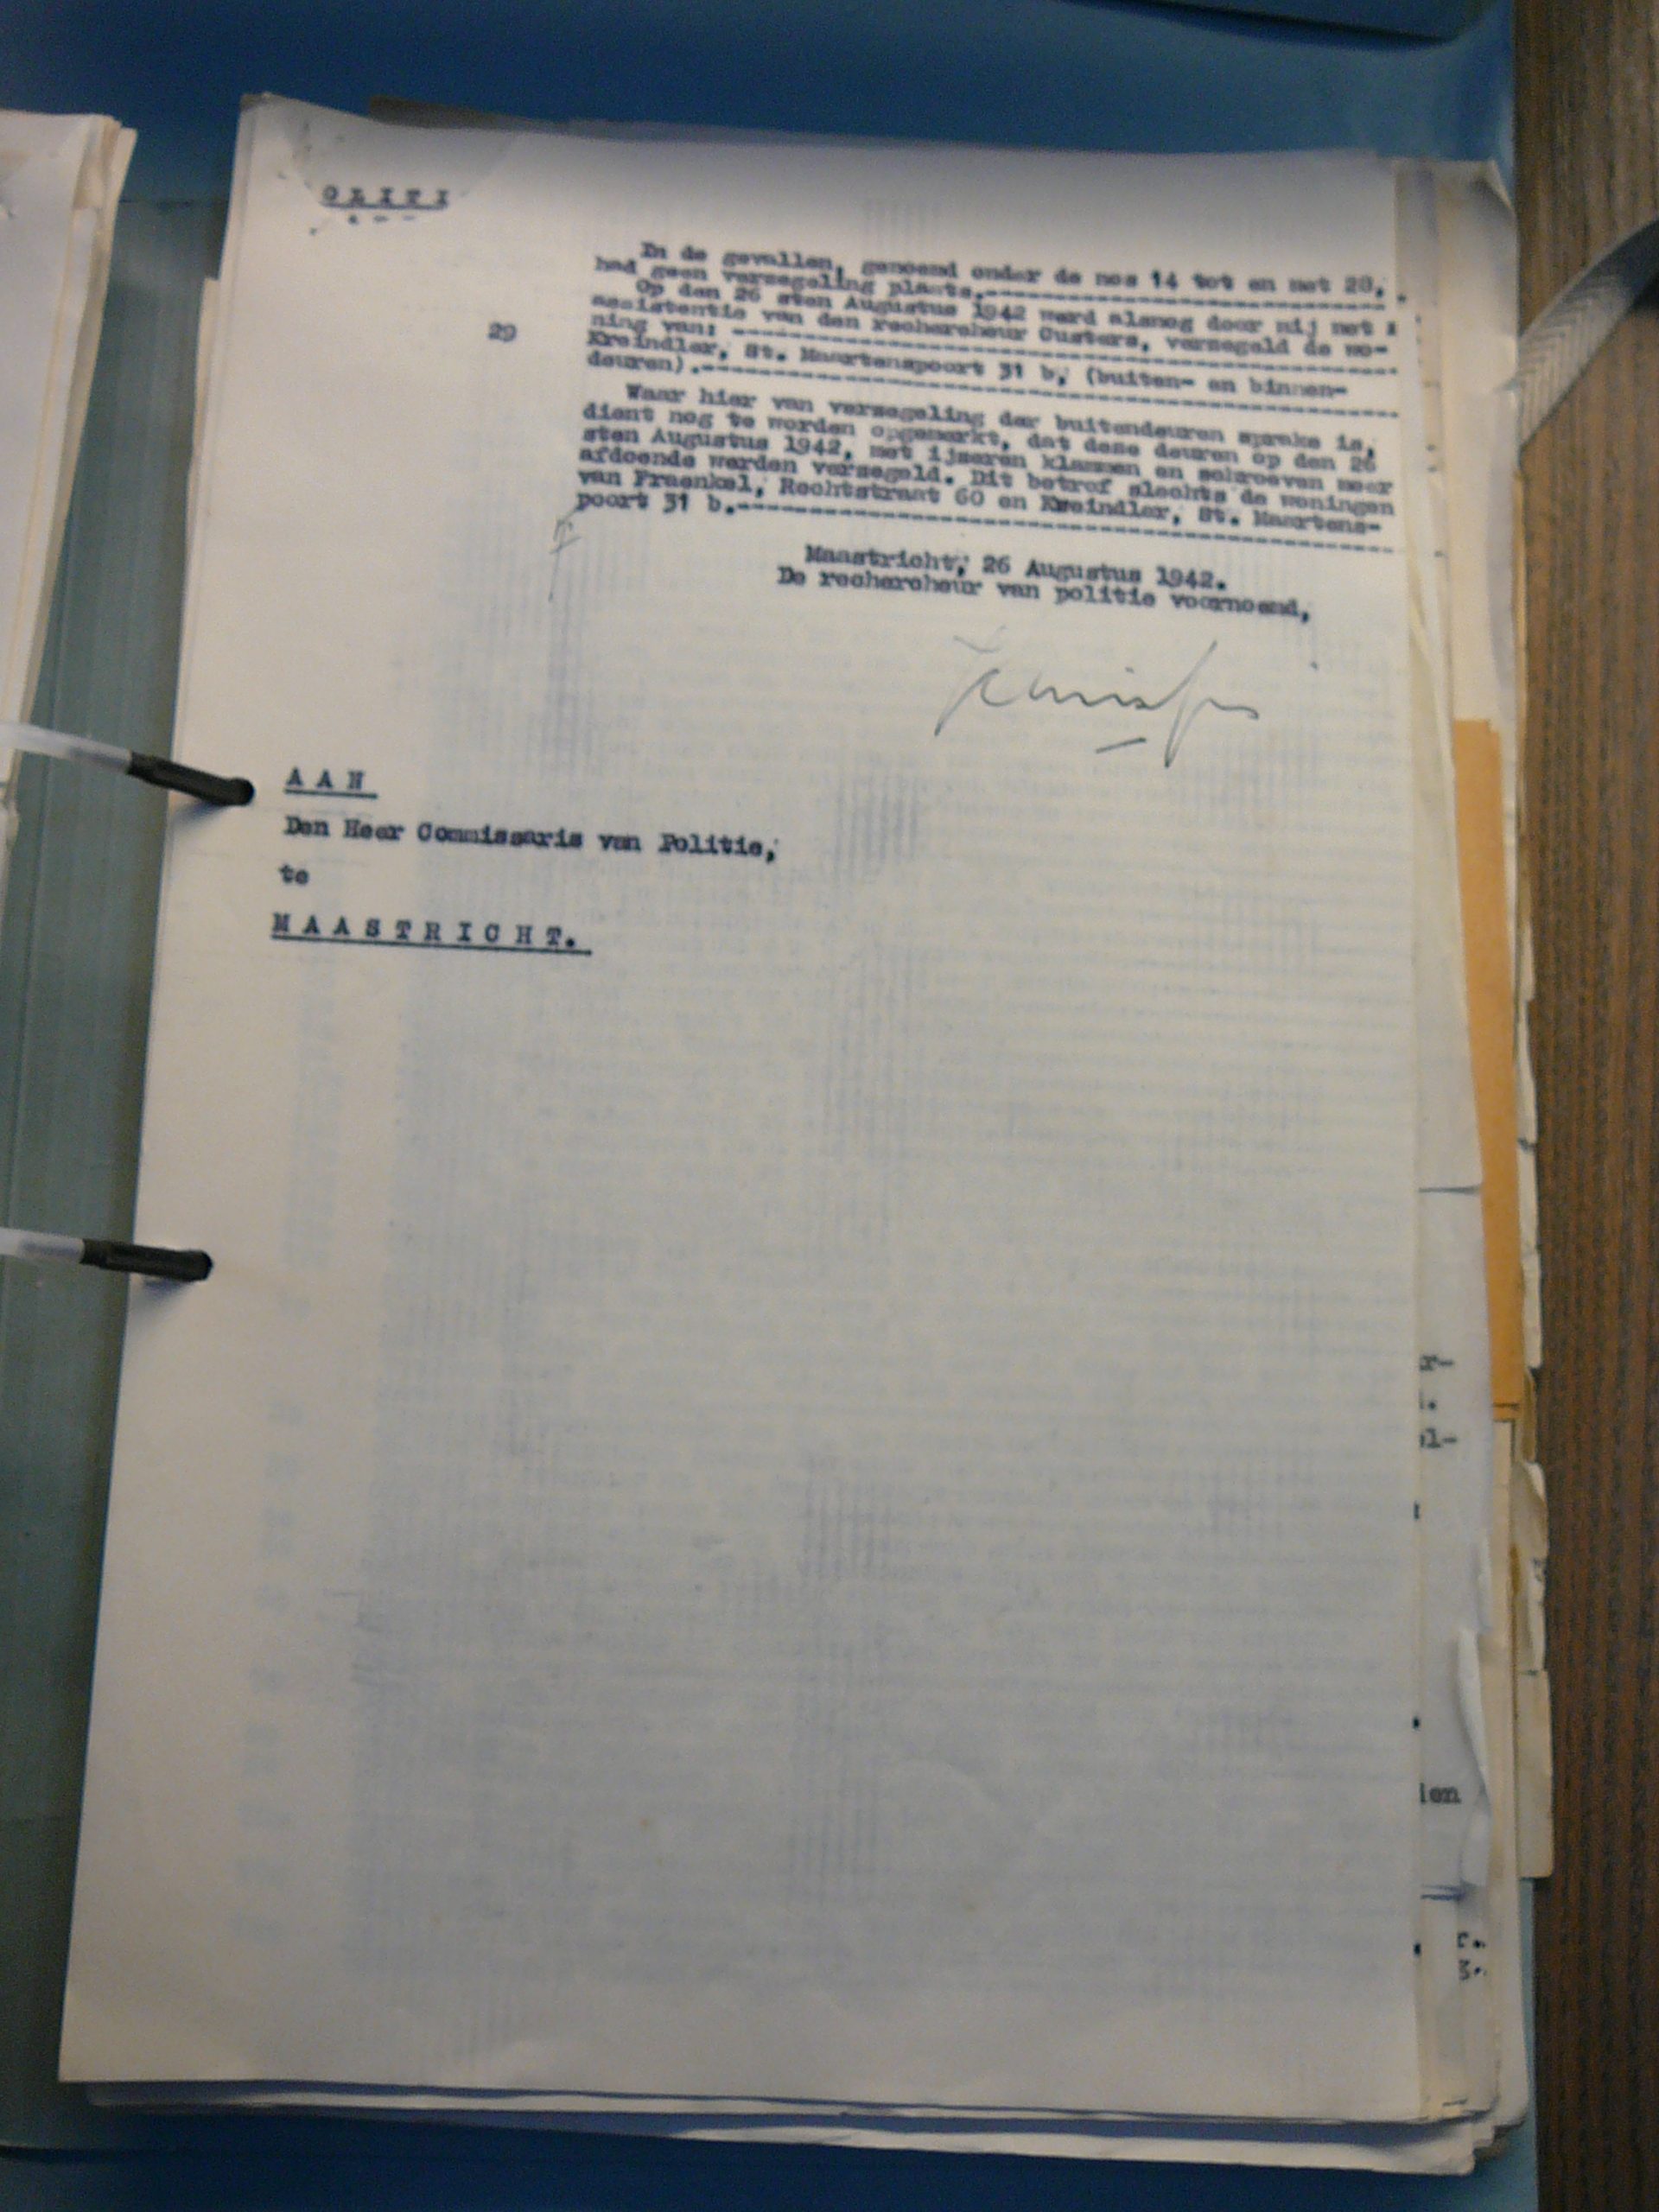 OLITI
In de gevallen, genoemd onder de nos 14 tot en met 28,
had geen verzegeling plaats.
Op den 26 sten Augustus 1942 werd alsnog door mij met
assistentie van den rechercheur Custers, verzegeld de wo-
ning van:
29 Kreindler, St. Maartenspoort 31 b, (buiten- en binnen-
deuren).
Waar hier van verzegeling der buitendeuren sprake is,
dient nog te worden opgemerkt, dat deze deuren op den 26
sten Augustus 1942, met ijzeren klammen en schroeven meer
afdoende werden verzegeld. Dit betrof slechts de woningen
van Fraenkel, Rechtstraat 60 en Kreindler, St. Maartens-
poort 31 b.
Maastricht, 26 Augustus 1942.
De rechercheur van politie voornoemd,
AAN
Den Heer Commissaris van Politie,
te
MAASTRICHT.